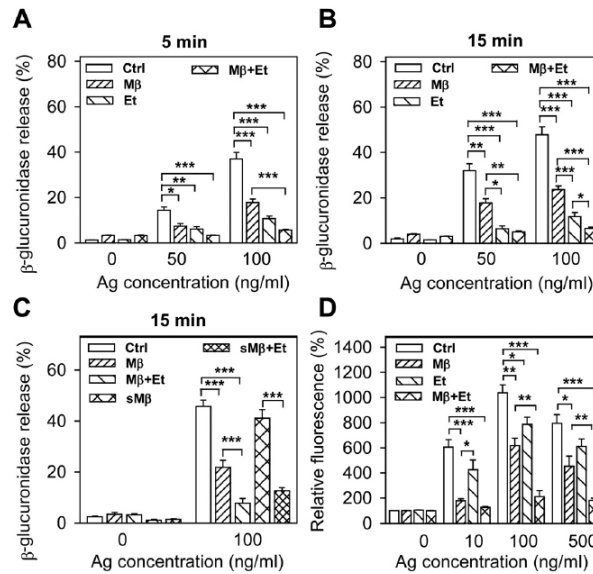 A
5 min
β-glucuronidase release (%)
80
60
40
20
0
Ctrl
Mβ
Et
Mβ+Et
***
**
*
***
***
***
***
0
50
100
Ag concentration (ng/ml)
B
15 min
β-glucuronidase release (%)
80
60
40
20
0
Ctrl
Mβ
Et
Mβ+Et
***
***
**
**
*
***
***
***
***
***
*
0
50
100
Ag concentration (ng/ml)
C
15 min
β-glucuronidase release (%)
60
40
20
0
Ctrl
Mβ
Mβ+Et
sMβ
sMβ+Et
***
***
***
***
0
100
Ag concentration (ng/ml)
D
Relative fluorescence (%)
1400
1200
1000
800
600
400
200
0
Ctrl
Mβ
Et
Mβ+Et
***
***
*
***
*
**
**
***
*
**
0
10
100
500
Ag concentration (ng/ml)